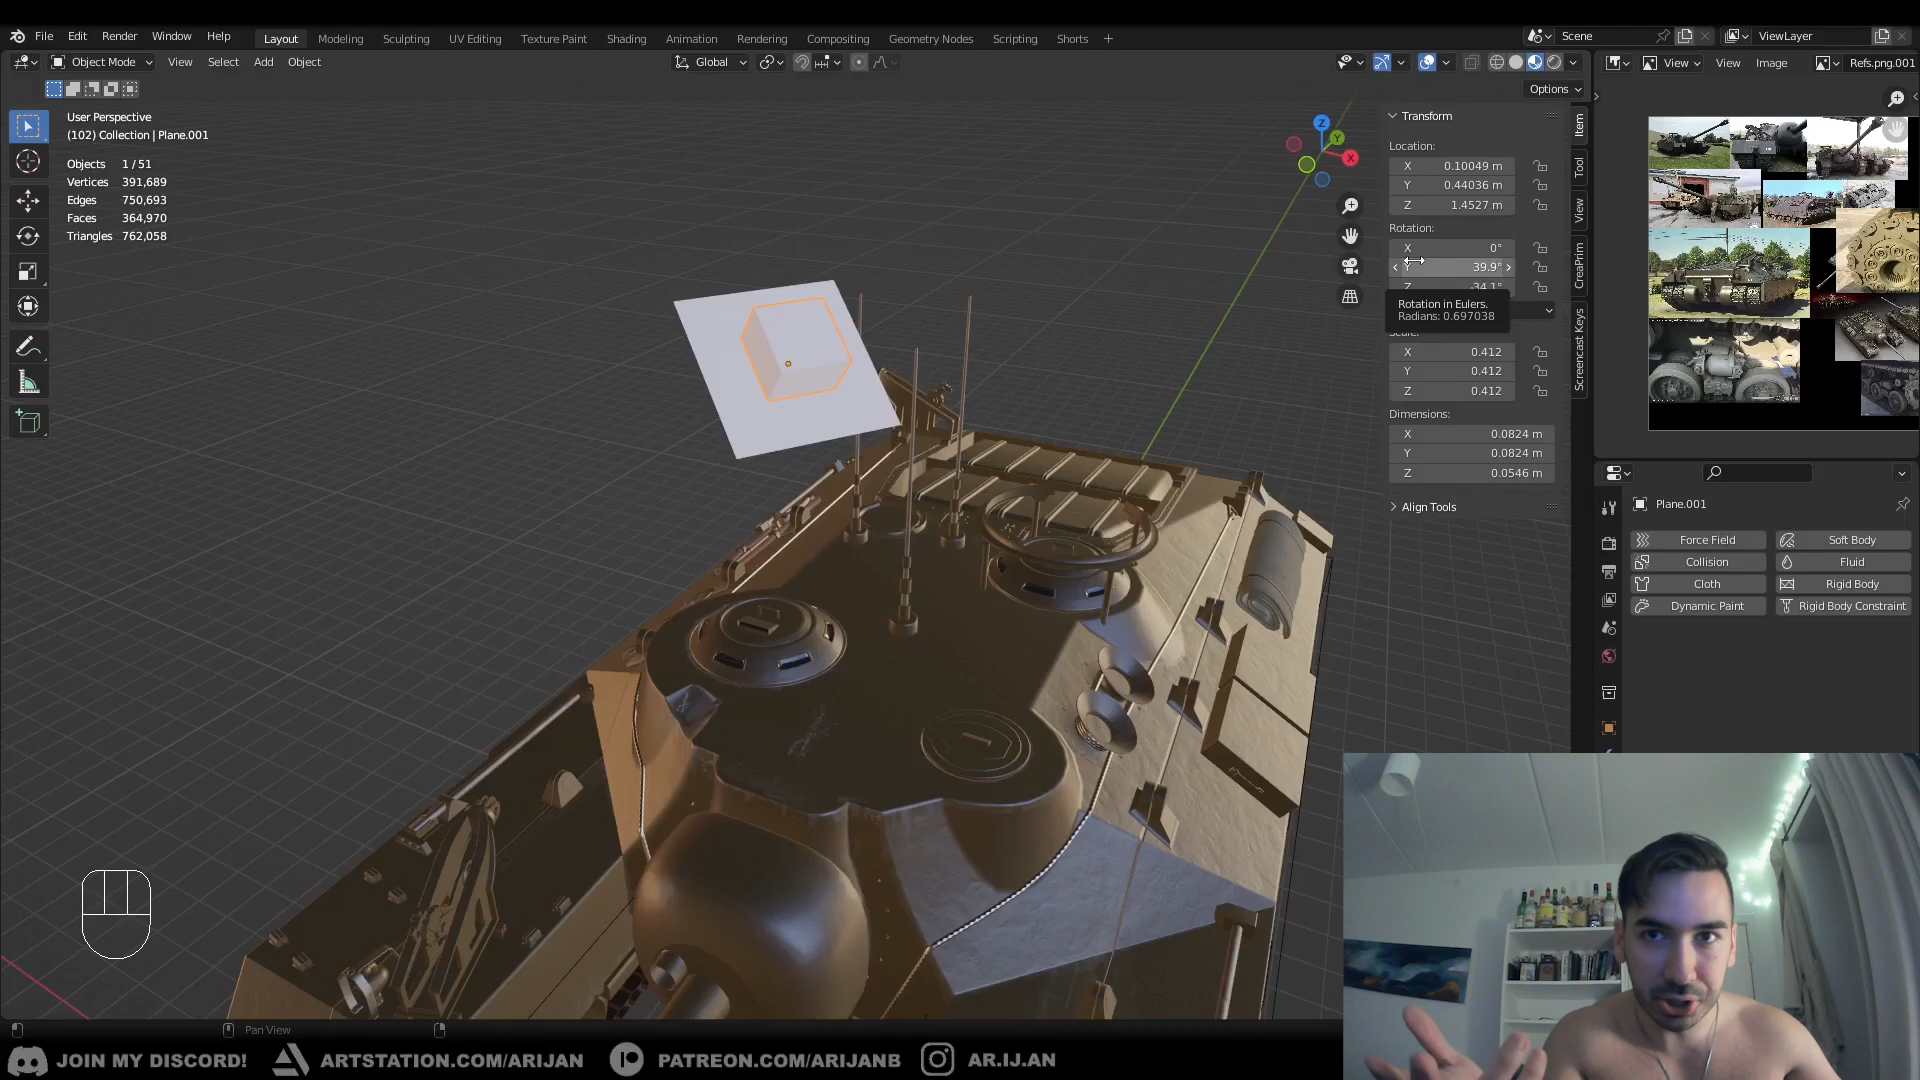 File Edit Render Window Help Layout Modeling Sculpting UV Editing Texture Paint Shading Animation Rendering Compositing Geometry Nodes Scripting Shorts + Scene ViewLayer
Object Mode View Select Add Object Global View View Image Refs.png.001
Options
User Perspective
(102) Collection | Plane.001
Objects 1 / 51
Vertices 391,689
Edges 750,693
Faces 364,970
Triangles 762,058
Z
Y
X
Transform
Location:
X 0.10049 m
Y 0.44036 m
Z 1.4527 m
Rotation:
X 0°
Y 39.9°
Z -34.1°
Rotation in Eulers.
Radians: 0.697038
Scale:
X 0.412
Y 0.412
Z 0.412
Dimensions:
X 0.0824 m
Y 0.0824 m
Z 0.0546 m
Align Tools
Item
Tool
View
CreaPrim
Screencast Keys
Plane.001
Force Field Soft Body
Collision Fluid
Cloth Rigid Body
Dynamic Paint Rigid Body Constraint
Pan View
JOIN MY DISCORD! ARTSTATION.COM/ARIJAN PATREON.COM/ARIJANB AR.IJ.AN